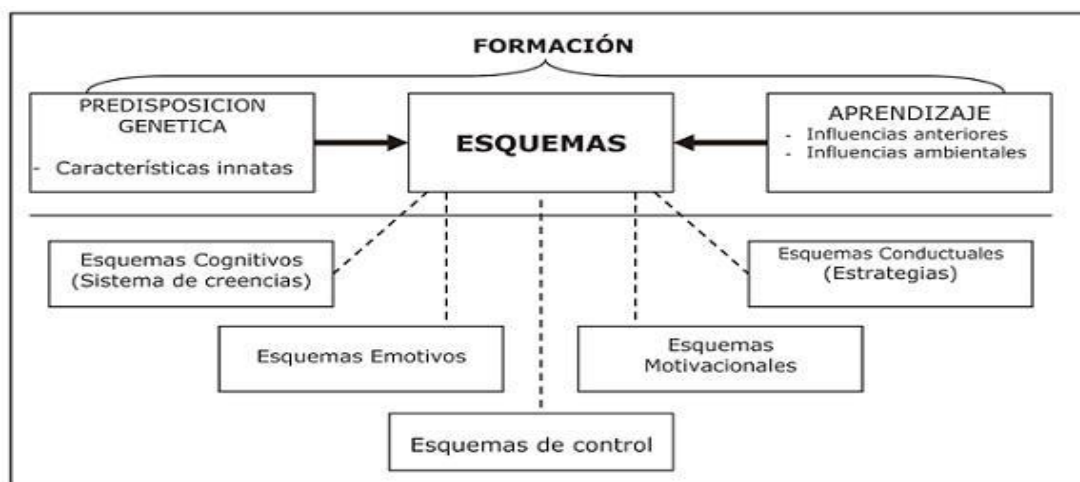 FORMACIÓN
PREDISPOSICION
GENETICA
- Características innatas
ESQUEMAS
APRENDIZAJE
- Influencias anteriores
- Influencias ambientales
Esquemas Cognitivos
(Sistema de creencias)
Esquemas Conductuales
(Estrategias)
Esquemas Emotivos
Esquemas
Motivacionales
Esquemas de control